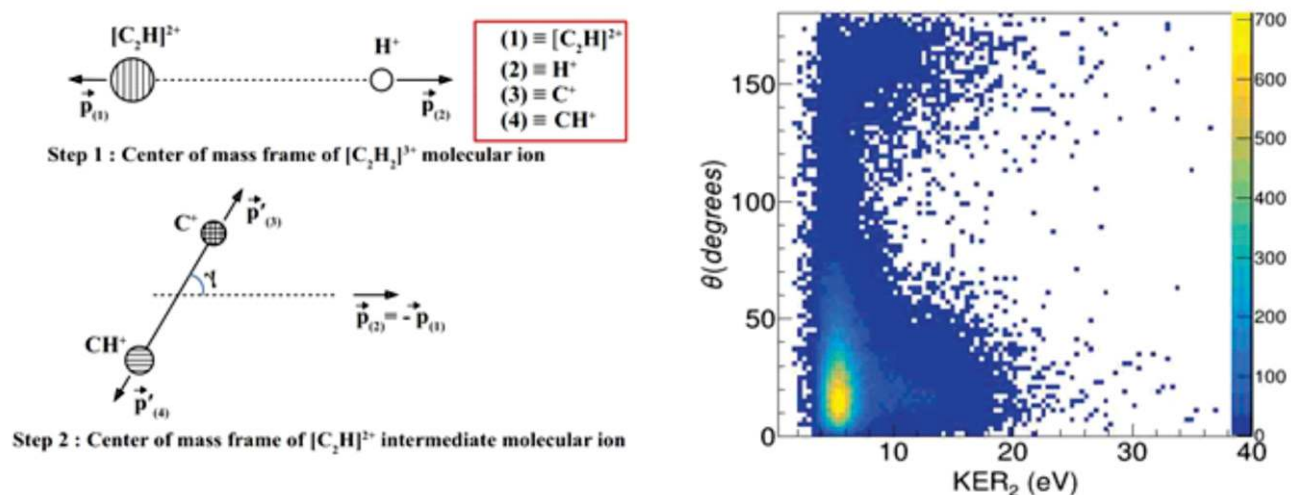 [C₂H]²⁺
H⁺
p⃗₍₁₎
p⃗₍₂₎
(1) ≡ [C₂H]²⁺
(2) ≡ H⁺
(3) ≡ C⁺
(4) ≡ CH⁺
Step 1 : Center of mass frame of [C₂H₂]³⁺ molecular ion
C⁺
p⃗′₍₃₎
p⃗₍₂₎= -p⃗₍₁₎
CH⁺
p⃗′₍₄₎
Step 2 : Center of mass frame of [C₂H]²⁺ intermediate molecular ion
θ(degrees)
150
100
50
0
10
20
30
40
KER₂ (eV)
700
600
500
400
300
200
100
0